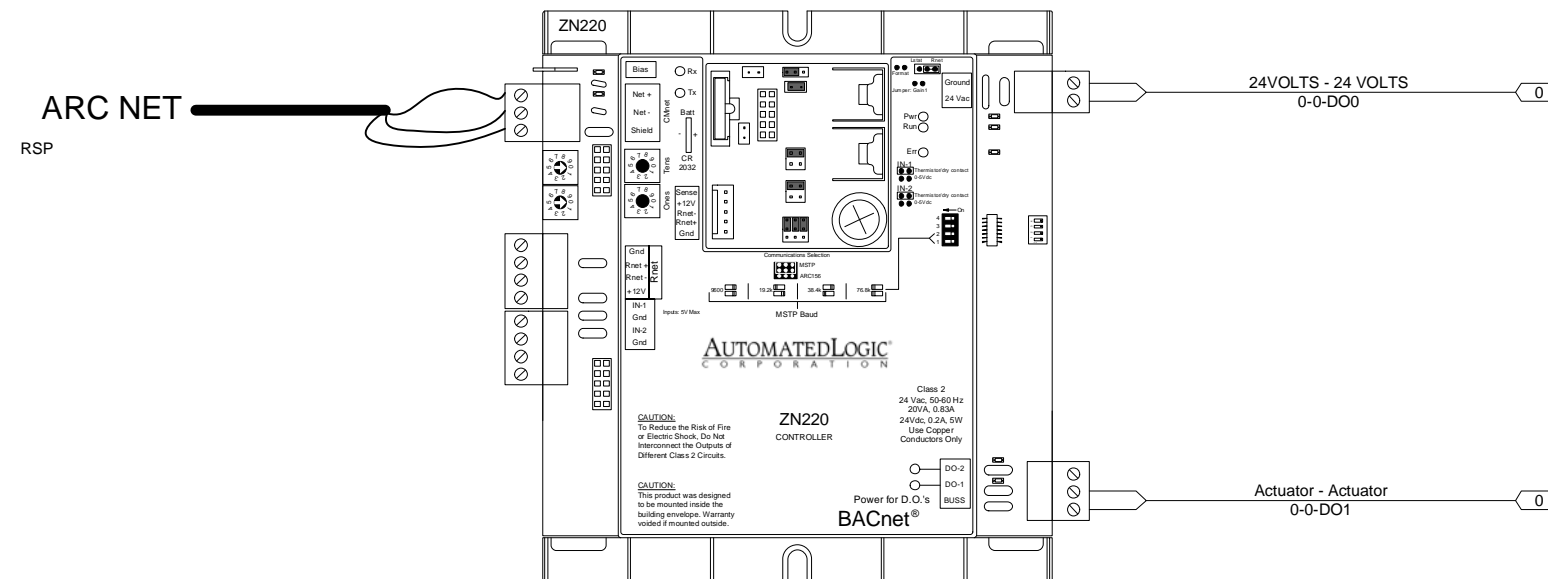 ZN220
ARC NET
RSP
Bias
Rx
Tx
Net +
Net -
Shield
CMnet
Batt
- +
CR
2032
Tens
Ones
Sense
+12V
Rnet-
Rnet+
Gnd
Gnd
Rnet +
Rnet -
+12V
Rnet
IN-1
Gnd
IN-2
Gnd
Inputs: 5V Max
Format
Lstat Rnet
Jumper: Gain1
Ground
24 Vac
Pwr
Run
Err
IN-1
Thermistor/dry contact
0-5Vdc
IN-2
Thermistor/dry contact
0-5Vdc
On
4
3
2
1
Communications Selection
MSTP
ARC156
9600
19.2k
38.4k
76.8k
MSTP Baud
AUTOMATEDLOGIC®
CORPORATION
ZN220
CONTROLLER
Class 2
24 Vac, 50-60 Hz
20VA, 0.83A
24Vdc, 0.2A, 5W
Use Copper
Conductors Only
CAUTION:
To Reduce the Risk of Fire
or Electric Shock, Do Not
Interconnect the Outputs of
Different Class 2 Circuits.
CAUTION:
This product was designed
to be mounted inside the
building envelope. Warranty
voided if mounted outside.
DO-2
DO-1
BUSS
Power for D.O.'s
BACnet®
24VOLTS - 24 VOLTS
0-0-DO0
0
Actuator - Actuator
0-0-DO1
0